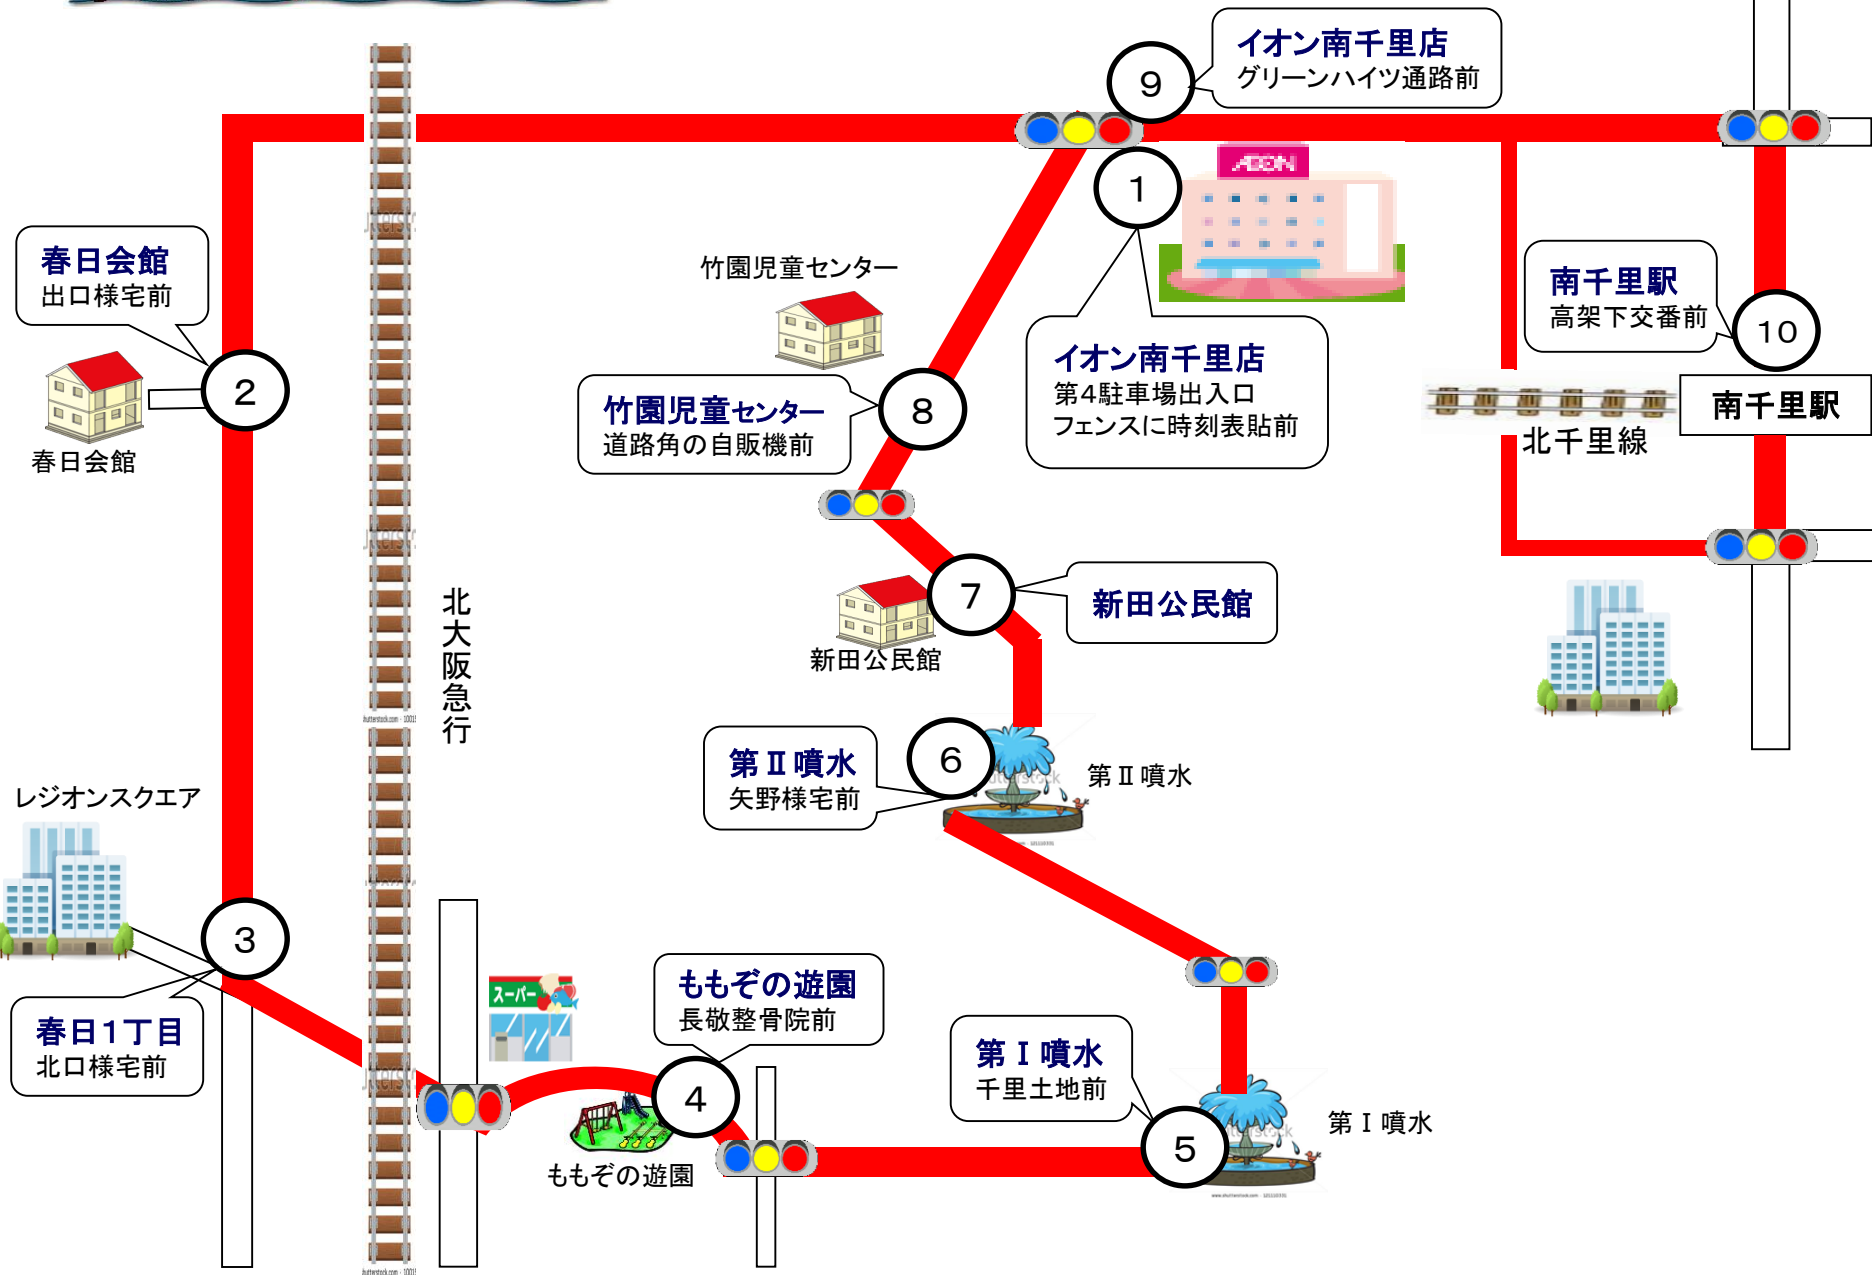 イオン南千里店
グリーンハイツ通路前
9
1
AEON
春日会館
出口様宅前
2
春日会館
竹園児童センター
竹園児童センター
道路角の自販機前
8
イオン南千里店
第4駐車場出入口
フェンスに時刻表貼前
南千里駅
高架下交番前
10
南千里駅
北千里線
7
新田公民館
新田公民館
北大阪急行
第Ⅱ噴水
矢野様宅前
6
第Ⅱ噴水
レジオンスクエア
3
春日1丁目
北口様宅前
スーパー
ももぞの遊園
長敬整骨院前
4
ももぞの遊園
第Ⅰ噴水
千里土地前
5
第Ⅰ噴水